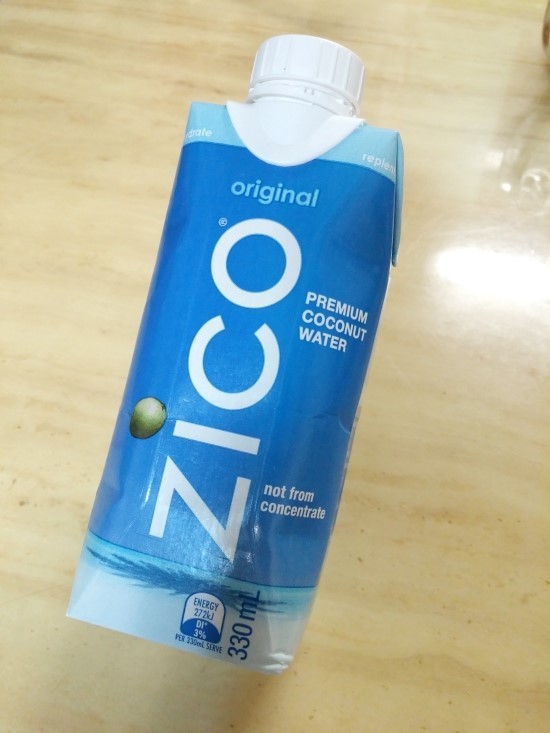 original
ZICO®
PREMIUM
COCONUT
WATER
not from
concentrate
ENERGY
272kJ
DI*
3%
PER 330mL SERVE
330 mL